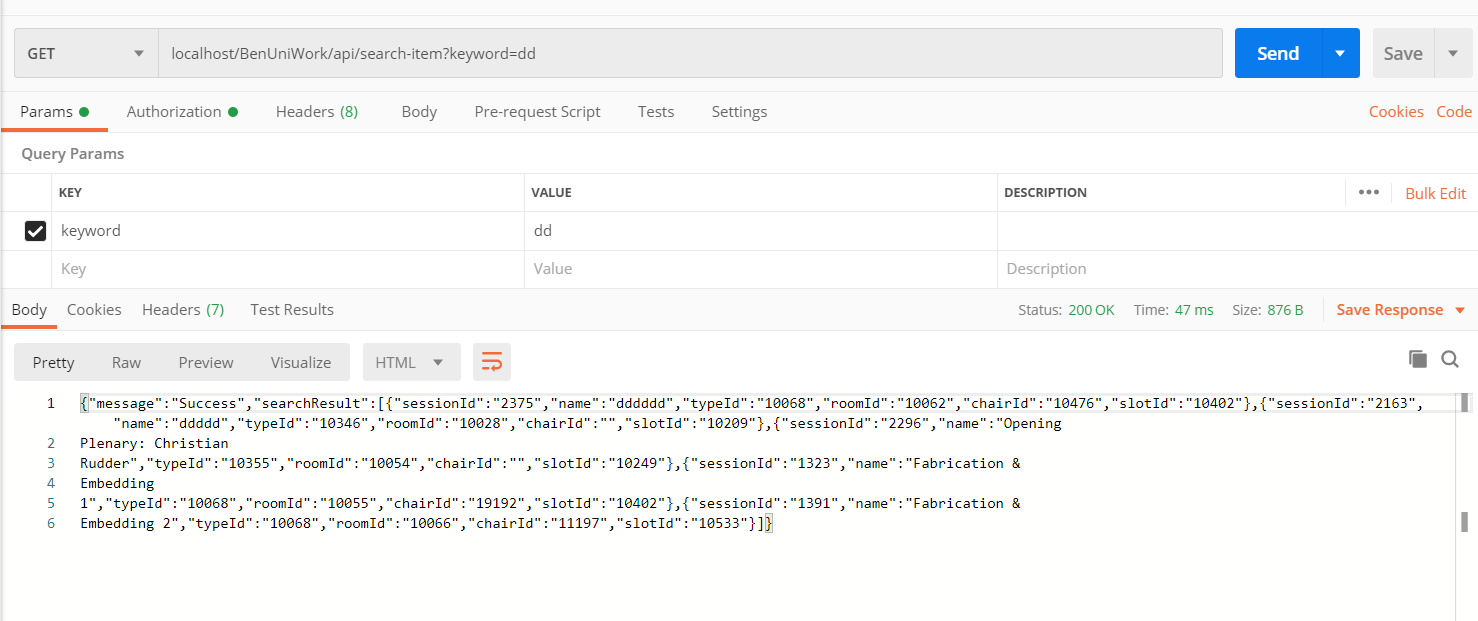 GET localhost/BenUniWork/api/search-item?keyword=dd Send Save
Params Authorization Headers (8) Body Pre-request Script Tests Settings Cookies Code
Query Params
KEY VALUE DESCRIPTION ••• Bulk Edit
keyword dd
Key Value Description
Body Cookies Headers (7) Test Results Status: 200 OK Time: 47 ms Size: 876 B Save Response
Pretty Raw Preview Visualize HTML
1 {"message":"Success","searchResult":[{"sessionId":"2375","name":"dddddd","typeId":"10068","roomId":"10062","chairId":"10476","slotId":"10402"},{"sessionId":"2163",
"name":"ddddd","typeId":"10346","roomId":"10028","chairId":"","slotId":"10209"},{"sessionId":"2296","name":"Opening
2 Plenary: Christian
3 Rudder","typeId":"10355","roomId":"10054","chairId":"","slotId":"10249"},{"sessionId":"1323","name":"Fabrication &
4 Embedding
5 1","typeId":"10068","roomId":"10055","chairId":"19192","slotId":"10402"},{"sessionId":"1391","name":"Fabrication &
6 Embedding 2","typeId":"10068","roomId":"10066","chairId":"11197","slotId":"10533"}]}